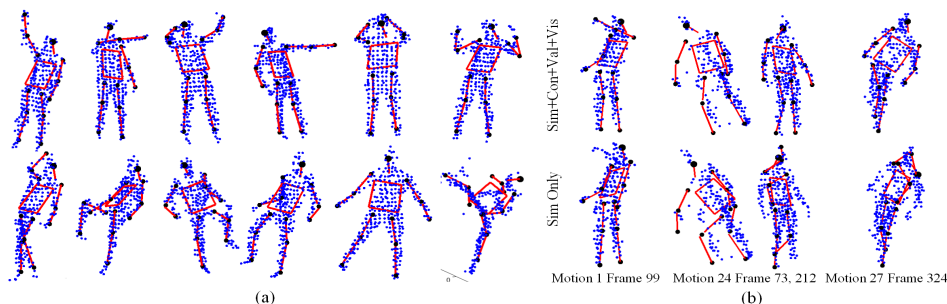 Sim+Con+Val+Vis
Sim Only
Motion 1 Frame 99
Motion 24 Frame 73, 212
Motion 27 Frame 324
(a)
(b)